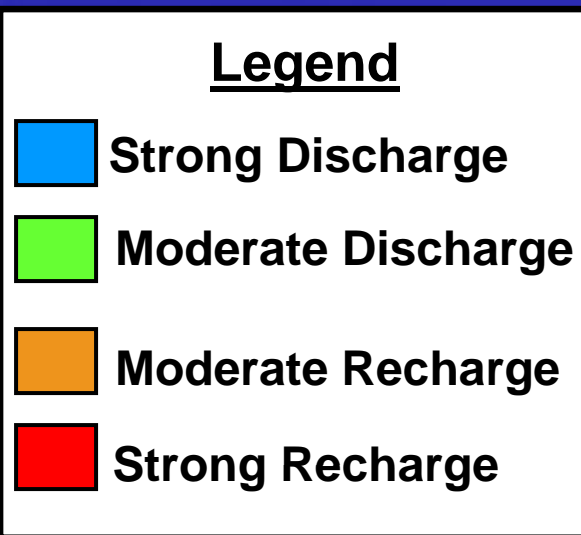 Legend
Strong Discharge
Moderate Discharge
Moderate Recharge
Strong Recharge